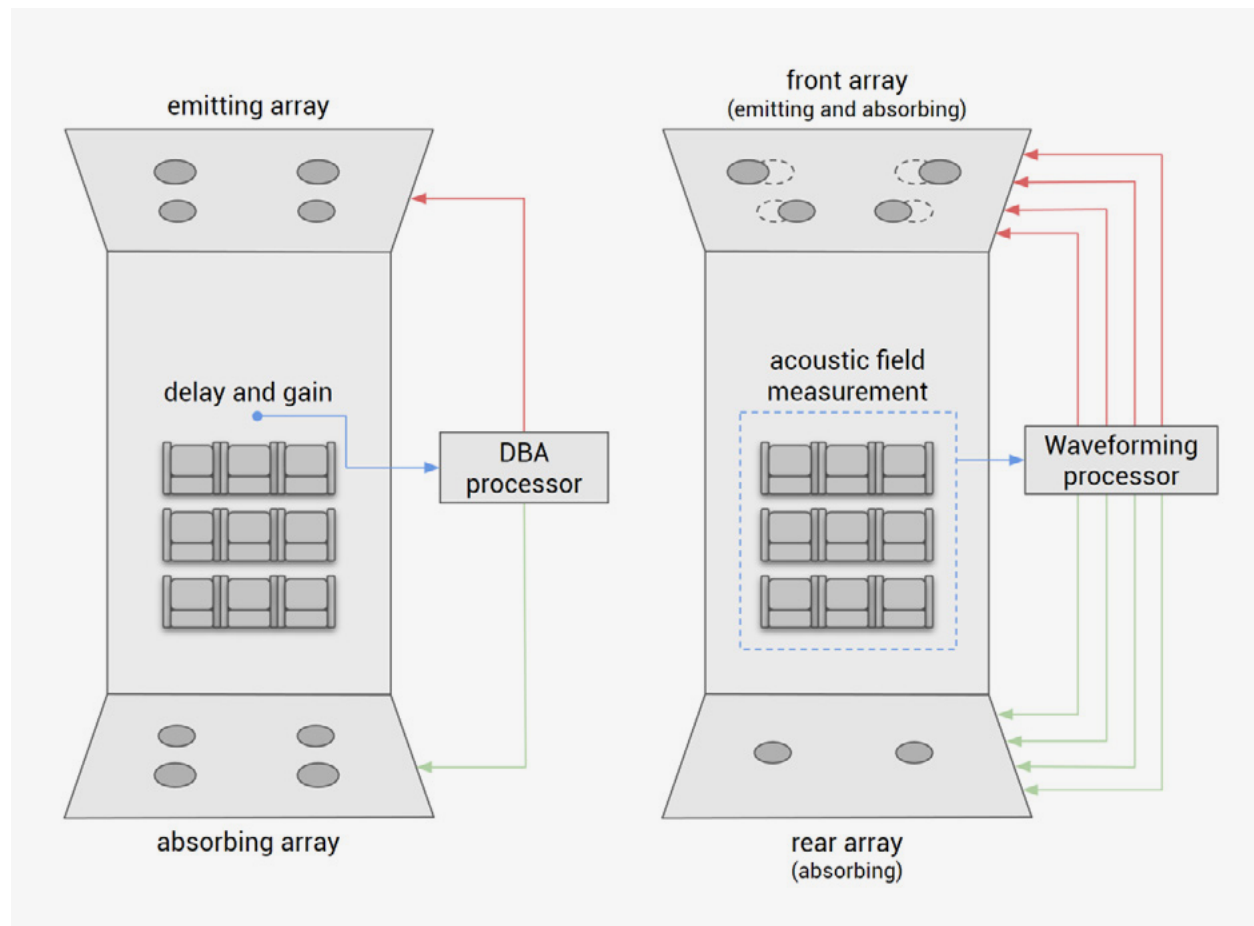 emitting array
delay and gain
DBA
processor
absorbing array
front array
(emitting and absorbing)
acoustic field
measurement
Waveforming
processor
rear array
(absorbing)